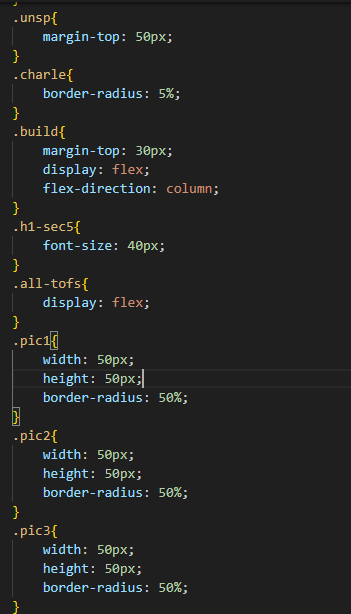 }
.unsp{
    margin-top: 50px;
}
.charle{
    border-radius: 5%;
}
.build{
    margin-top: 30px;
    display: flex;
    flex-direction: column;
}
.h1-sec5{
    font-size: 40px;
}
.all-tofs{
    display: flex;
}
.pic1{
    width: 50px;
    height: 50px;
    border-radius: 50%;
}
.pic2{
    width: 50px;
    height: 50px;
    border-radius: 50%;
}
.pic3{
    width: 50px;
    height: 50px;
    border-radius: 50%;
}